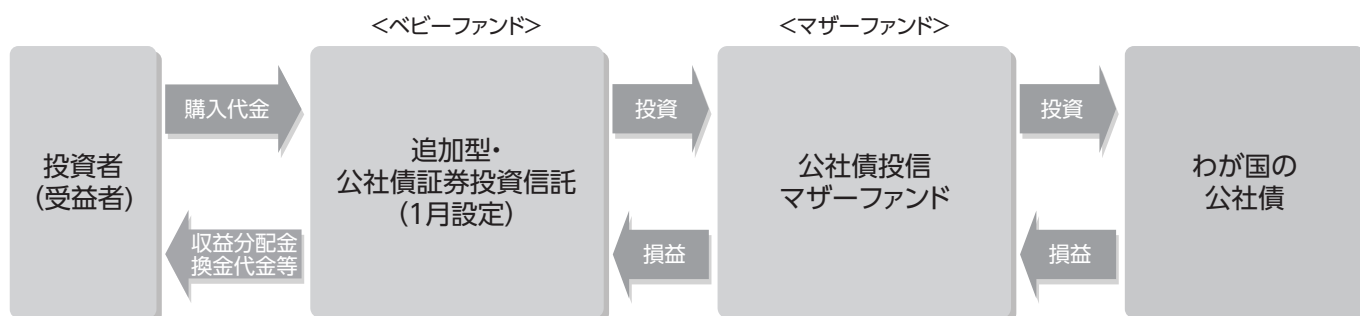 <ベビーファンド>
<マザーファンド>
投資者
(受益者)
購入代金
収益分配金
換金代金等
追加型・
公社債証券投資信託
(1月設定)
投資
損益
公社債投信
マザーファンド
投資
損益
わが国の
公社債